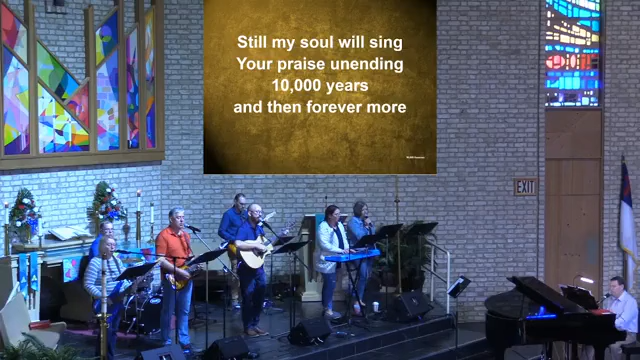 Still my soul will sing
Your praise unending
10,000 years
and then forever more
EXIT